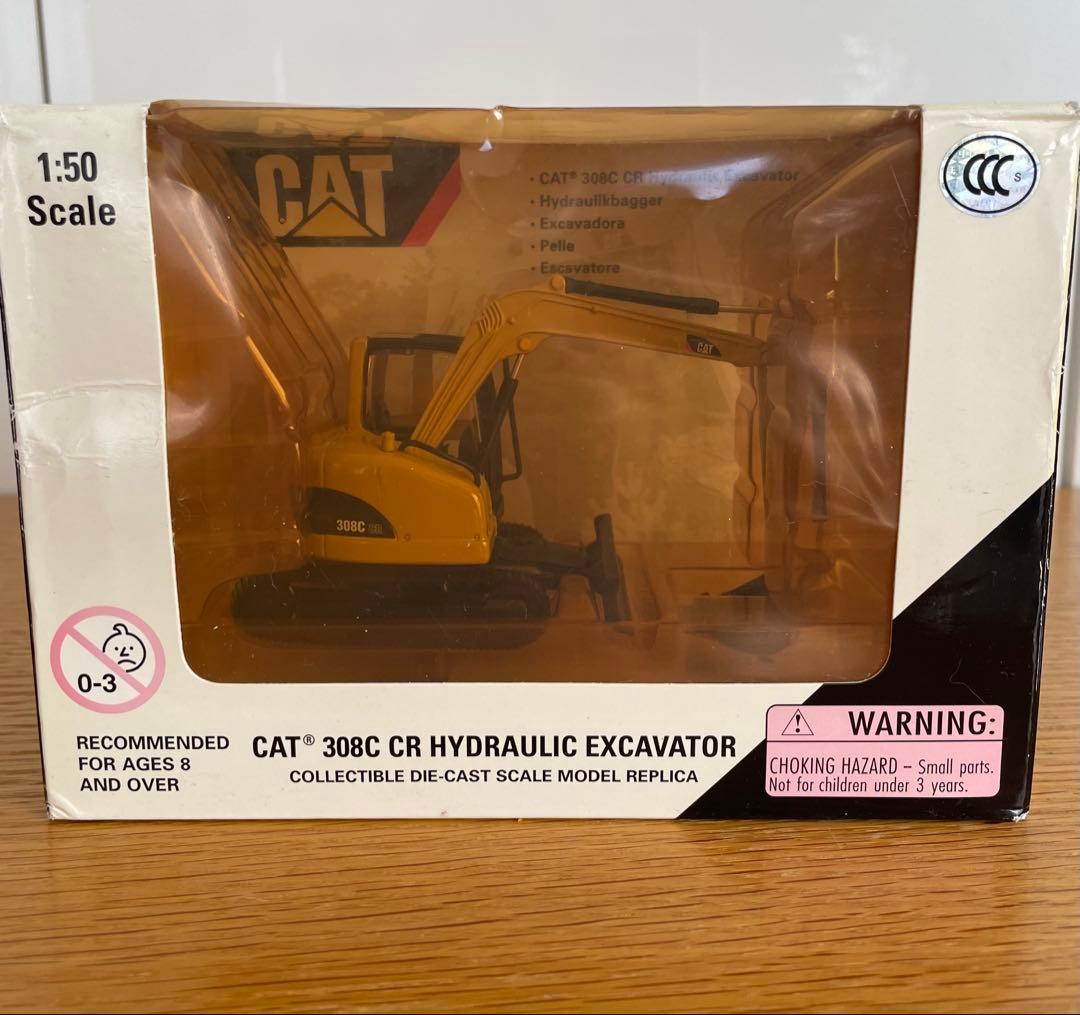 1:50
Scale
CAT
• CAT® 308C CR Hydraulic Excavator
• Hydraulikbagger
• Excavadora
• Pelle
• Escavatore
CCC S
CAT
308C CR
0-3
RECOMMENDED
FOR AGES 8
AND OVER
CAT® 308C CR HYDRAULIC EXCAVATOR
COLLECTIBLE DIE-CAST SCALE MODEL REPLICA
WARNING:
CHOKING HAZARD – Small parts.
Not for children under 3 years.